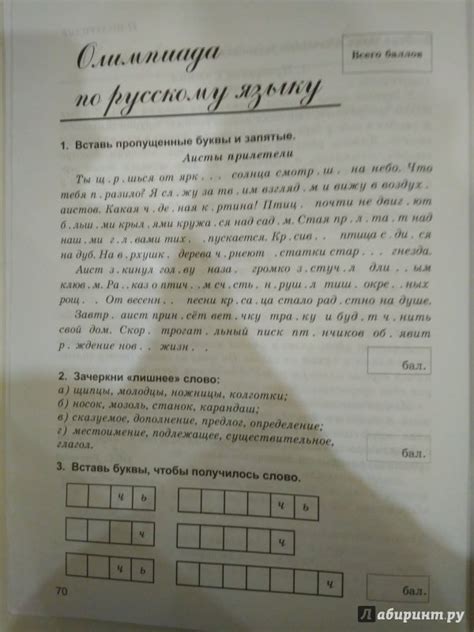 Олимпиада
по русскому языку
Всего баллов
1. Вставь пропущенные буквы и запятые.
Аисты прилетели
Ты щ.ришься от ярк... солнца смотр.ш. на небо. Что
тебя п.разило? Я сл.жу за тв.им взгляд.м и вижу в воздух.
аистов. Какая ч.де.ная к.ртина! Птиц. почти не двиг.ют
б.льш.ми крыл.ями кружа.ся над сад.м. Стая пр.л.та.т над
наш.ми г.л.вами тих..пускается. Кр.сив.. птица с.ди.ся
на дуб. На в.рхушк. дерева ч.рнеют .статки стар... гнезда.
Аист з.кинул гол.ву наза. громко з.стуч.л дли..ым
клюв.м. Ра..каз о птич..м сч.сть. н.руш.л тиш. окре..ных
рощ.. От весенн.. песни кр.са.ца стало рад.стно на душе.
Завтр. аист прин.сёт вет.чку тра.ку и буд.т ч.нить
свой дом. Скор. трогат.льный писк пт.нчиков об.явит
р.ждение нов.. жизн..
бал.
2. Зачеркни «лишнее» слово:
а) щипцы, молодцы, ножницы, колготки;
б) носок, мозоль, станок, карандаш;
в) сказуемое, дополнение, предлог, определение;
г) местоимение, подлежащее, существительное,
глагол.
бал.
3. Вставь буквы, чтобы получилось слово.
ч ь ч ь
ч ч
ч ь ч
бал.
70
Лабиринт.ру